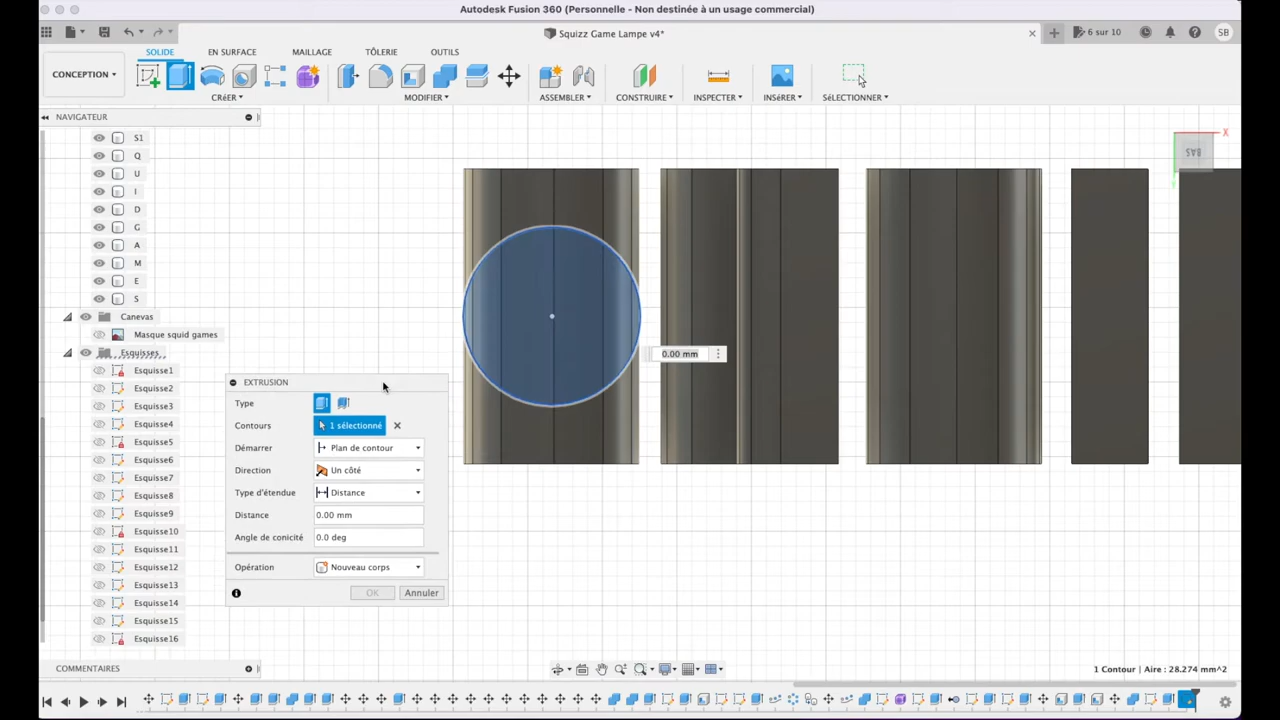 Autodesk Fusion 360 (Personnelle - Non destinée à un usage commercial)
Squizz Game Lampe v4*
6 sur 10
SB
SOLIDE EN SURFACE MAILLAGE TÔLERIE OUTILS
CONCEPTION
CRÉER MODIFIER ASSEMBLER CONSTRUIRE INSPECTER INSÉRER SÉLECTIONNER
NAVIGATEUR
S1
Q
U
I
D
G
A
M
E
S
Canevas
Masque squid games
Esquisses
Esquisse1
Esquisse2
Esquisse3
Esquisse4
Esquisse5
Esquisse6
Esquisse7
Esquisse8
Esquisse9
Esquisse10
Esquisse11
Esquisse12
Esquisse13
Esquisse14
Esquisse15
Esquisse16
X
BAS
0.00 mm
EXTRUSION
Type
Contours 1 sélectionné
Démarrer Plan de contour
Direction Un côté
Type d'étendue Distance
Distance 0.00 mm
Angle de conicité 0.0 deg
Opération Nouveau corps
OK Annuler
COMMENTAIRES
1 Contour | Aire : 28.274 mm^2